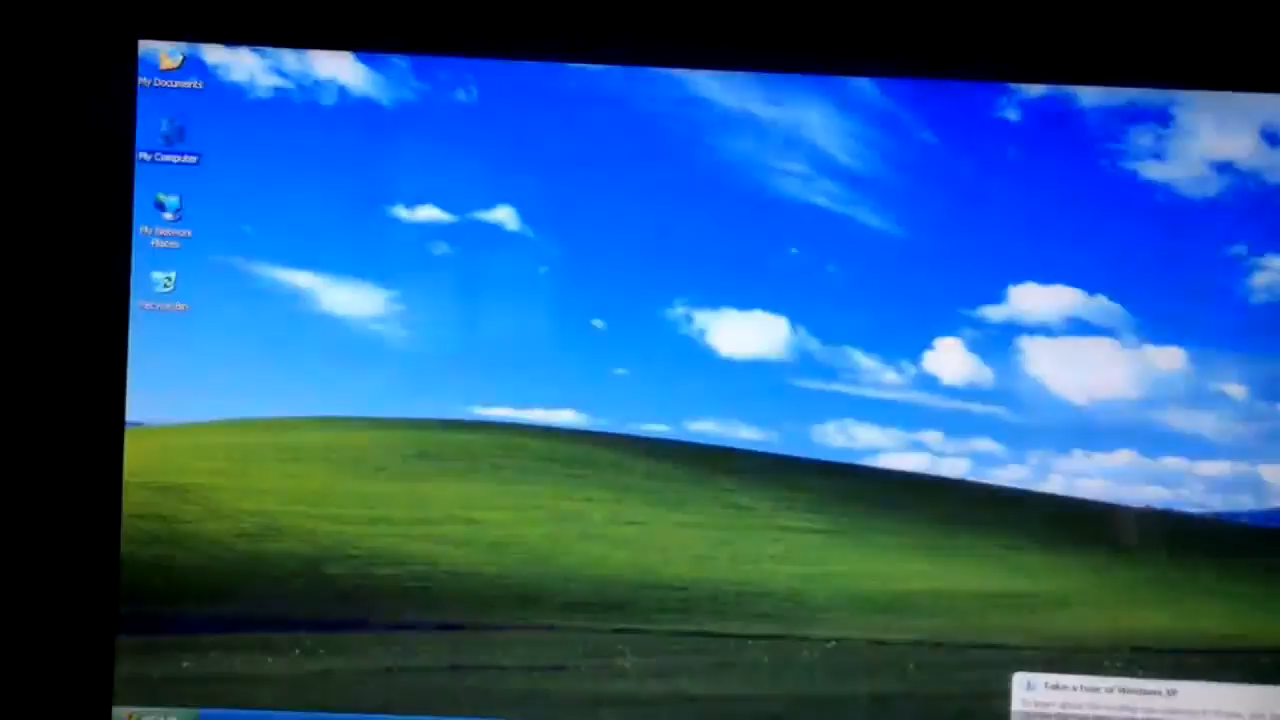 My Documents
My Computer
My Network
Places
Recycle Bin
Take a tour of Windows XP